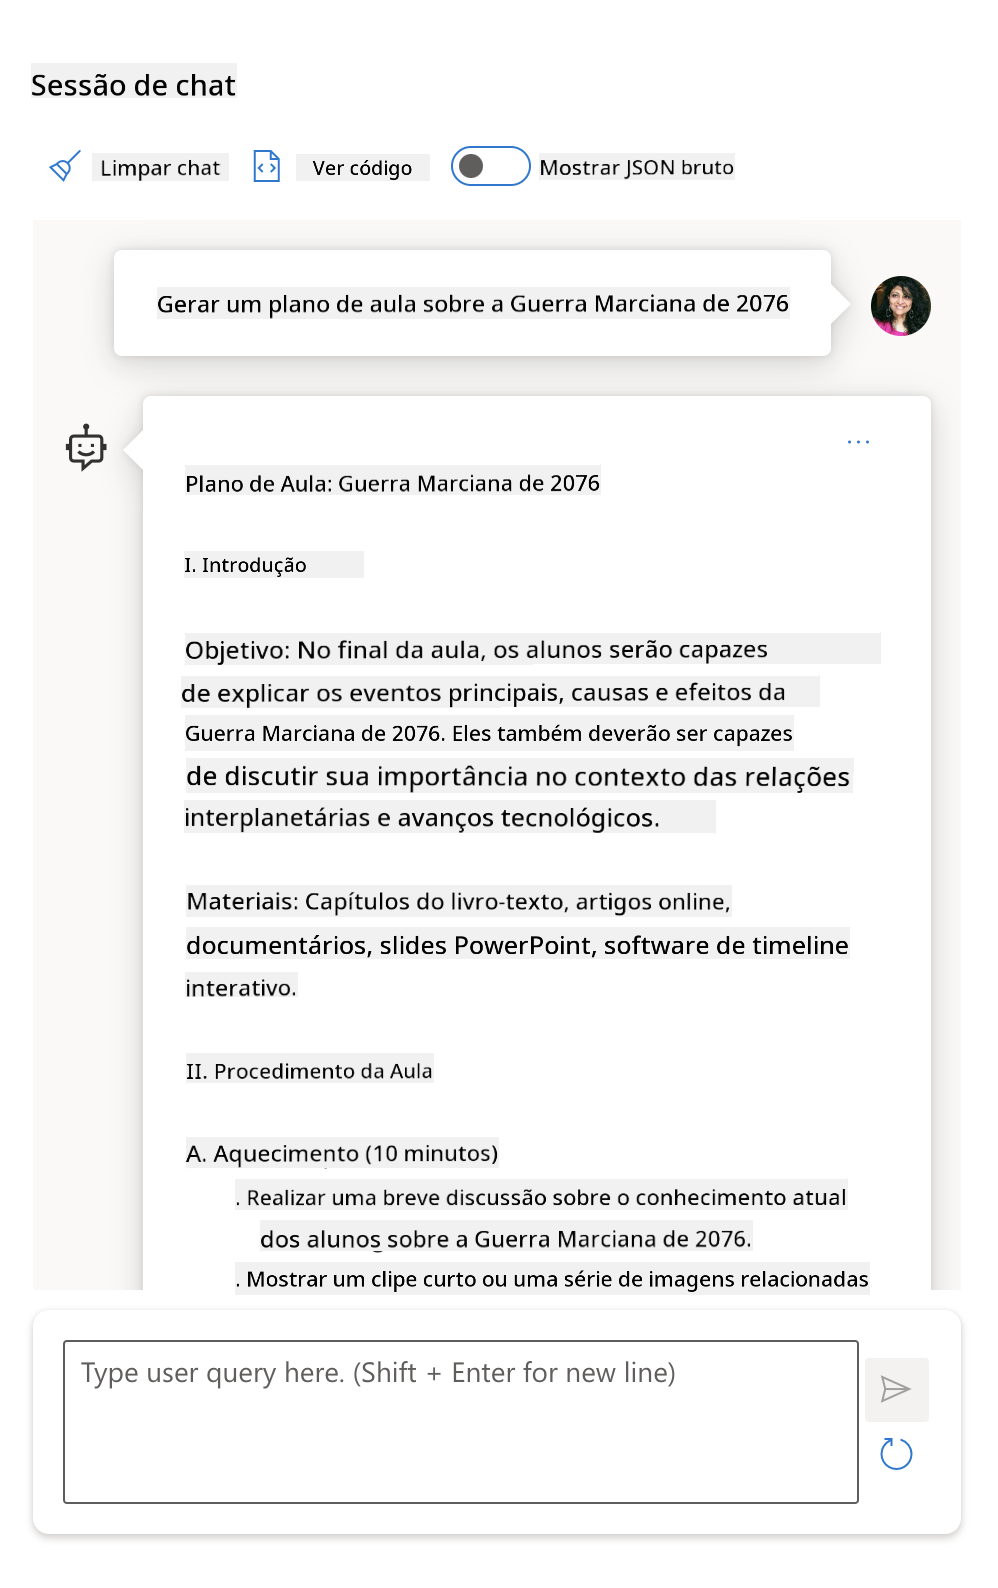 Sessão de chat
Limpar chat
Ver código
Mostrar JSON bruto
Gerar um plano de aula sobre a Guerra Marciana de 2076
Plano de Aula: Guerra Marciana de 2076
I. Introdução
Objetivo: No final da aula, os alunos serão capazes
de explicar os eventos principais, causas e efeitos da
Guerra Marciana de 2076. Eles também deverão ser capazes
de discutir sua importância no contexto das relações
interplanetárias e avanços tecnológicos.
Materiais: Capítulos do livro-texto, artigos online,
documentários, slides PowerPoint, software de timeline
interativo.
II. Procedimento da Aula
A. Aquecimento (10 minutos)
. Realizar uma breve discussão sobre o conhecimento atual
dos alunos sobre a Guerra Marciana de 2076.
. Mostrar um clipe curto ou uma série de imagens relacionadas
Type user query here. (Shift + Enter for new line)